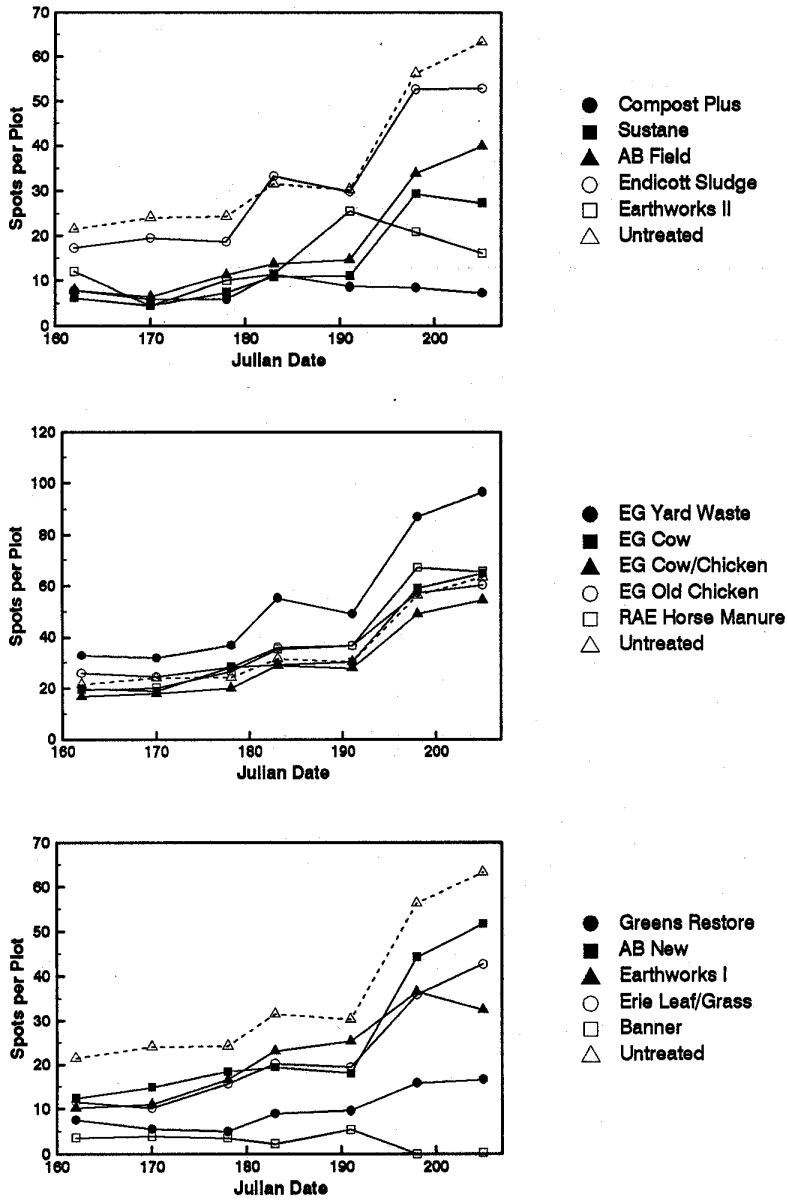 70
60
50
40
30
20
10
0
Spots per Plot
160 170 180 190 200
Julian Date
Compost Plus
Sustane
AB Field
Endicott Sludge
Earthworks II
Untreated
120
100
80
60
40
20
0
Spots per Plot
160 170 180 190 200
Julian Date
EG Yard Waste
EG Cow
EG Cow/Chicken
EG Old Chicken
RAE Horse Manure
Untreated
70
60
50
40
30
20
10
0
Spots per Plot
160 170 180 190 200
Julian Date
Greens Restore
AB New
Earthworks I
Erie Leaf/Grass
Banner
Untreated